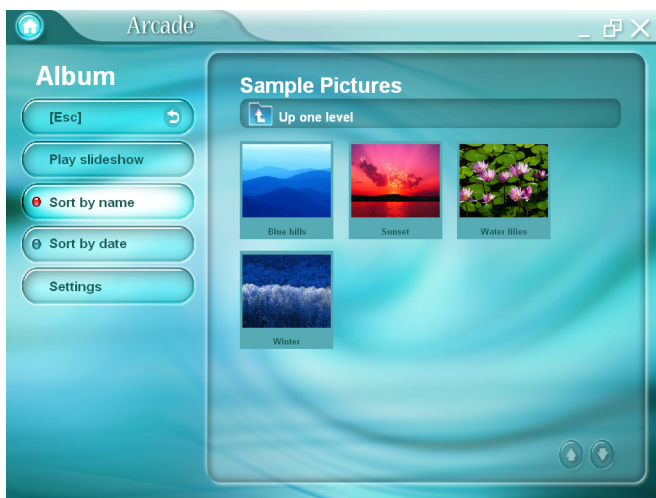 Arcade
Album
[Esc]
Play slideshow
Sort by name
Sort by date
Settings
Sample Pictures
Up one level
Blue hills
Sunset
Water lilies
Winter